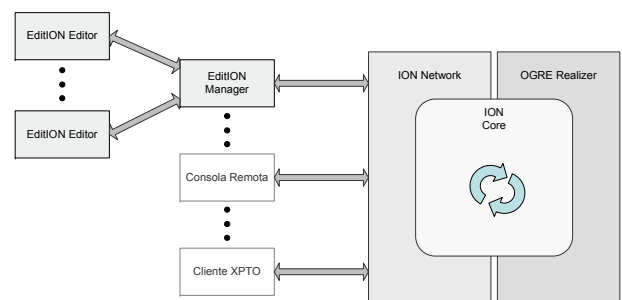 EditION Editor
EditION Editor
EditION
Manager
Consola Remota
Cliente XPTO
ION Network
OGRE Realizer
ION
Core